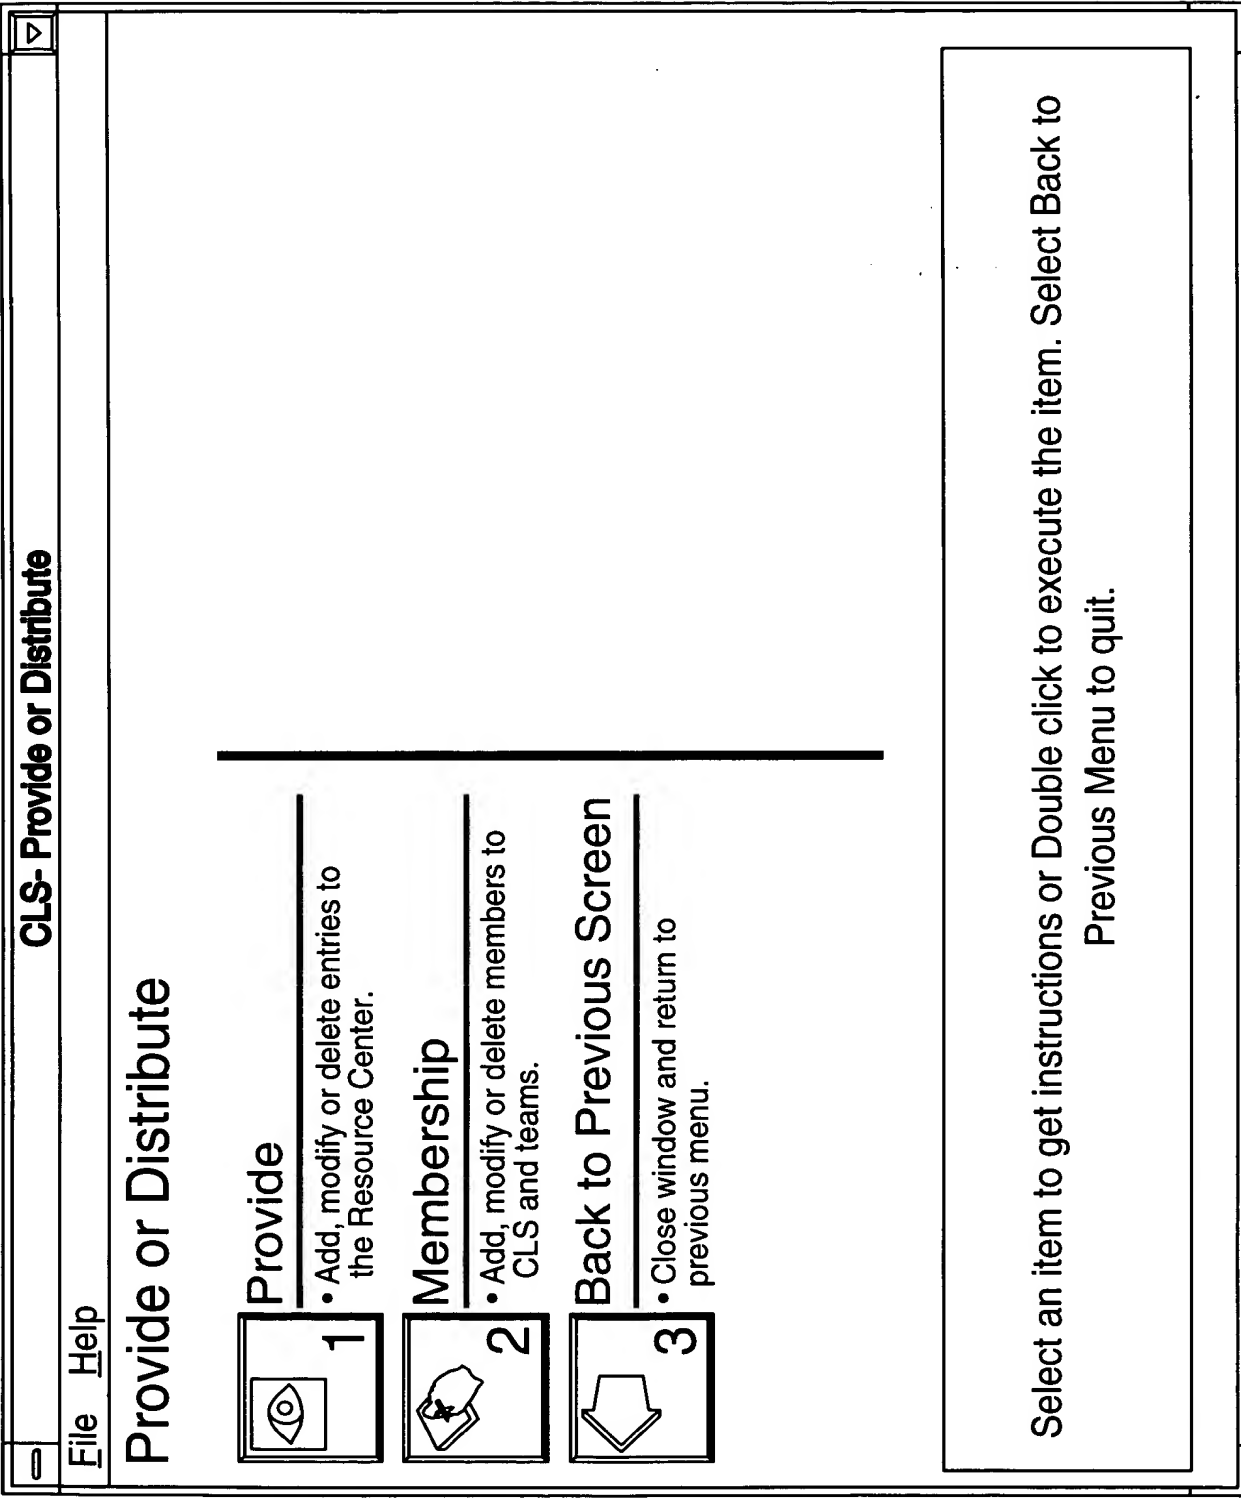 CLS- Provide or Distribute
File Help
Provide or Distribute
1
Provide
• Add, modify or delete entries to
the Resource Center.
2
Membership
• Add, modify or delete members to
CLS and teams.
3
Back to Previous Screen
• Close window and return to
previous menu.
Select an item to get instructions or Double click to execute the item. Select Back to
Previous Menu to quit.